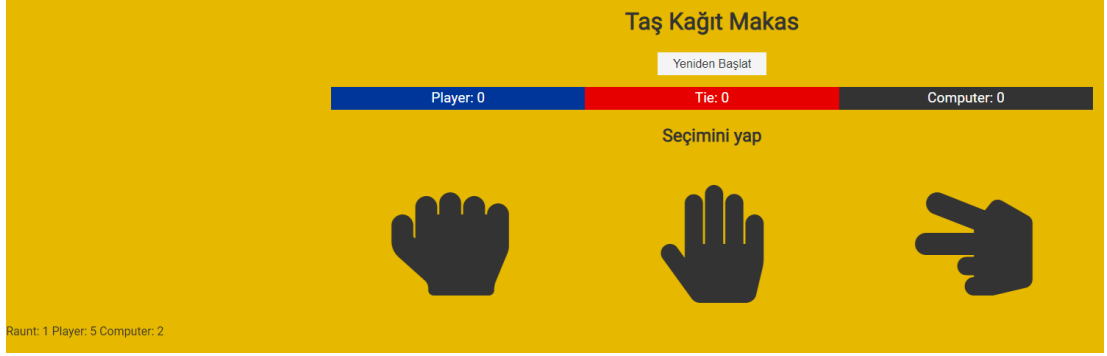 Taş Kağıt Makas
Yeniden Başlat
Player: 0 Tie: 0 Computer: 0
Seçimini yap
Raunt: 1 Player: 5 Computer: 2